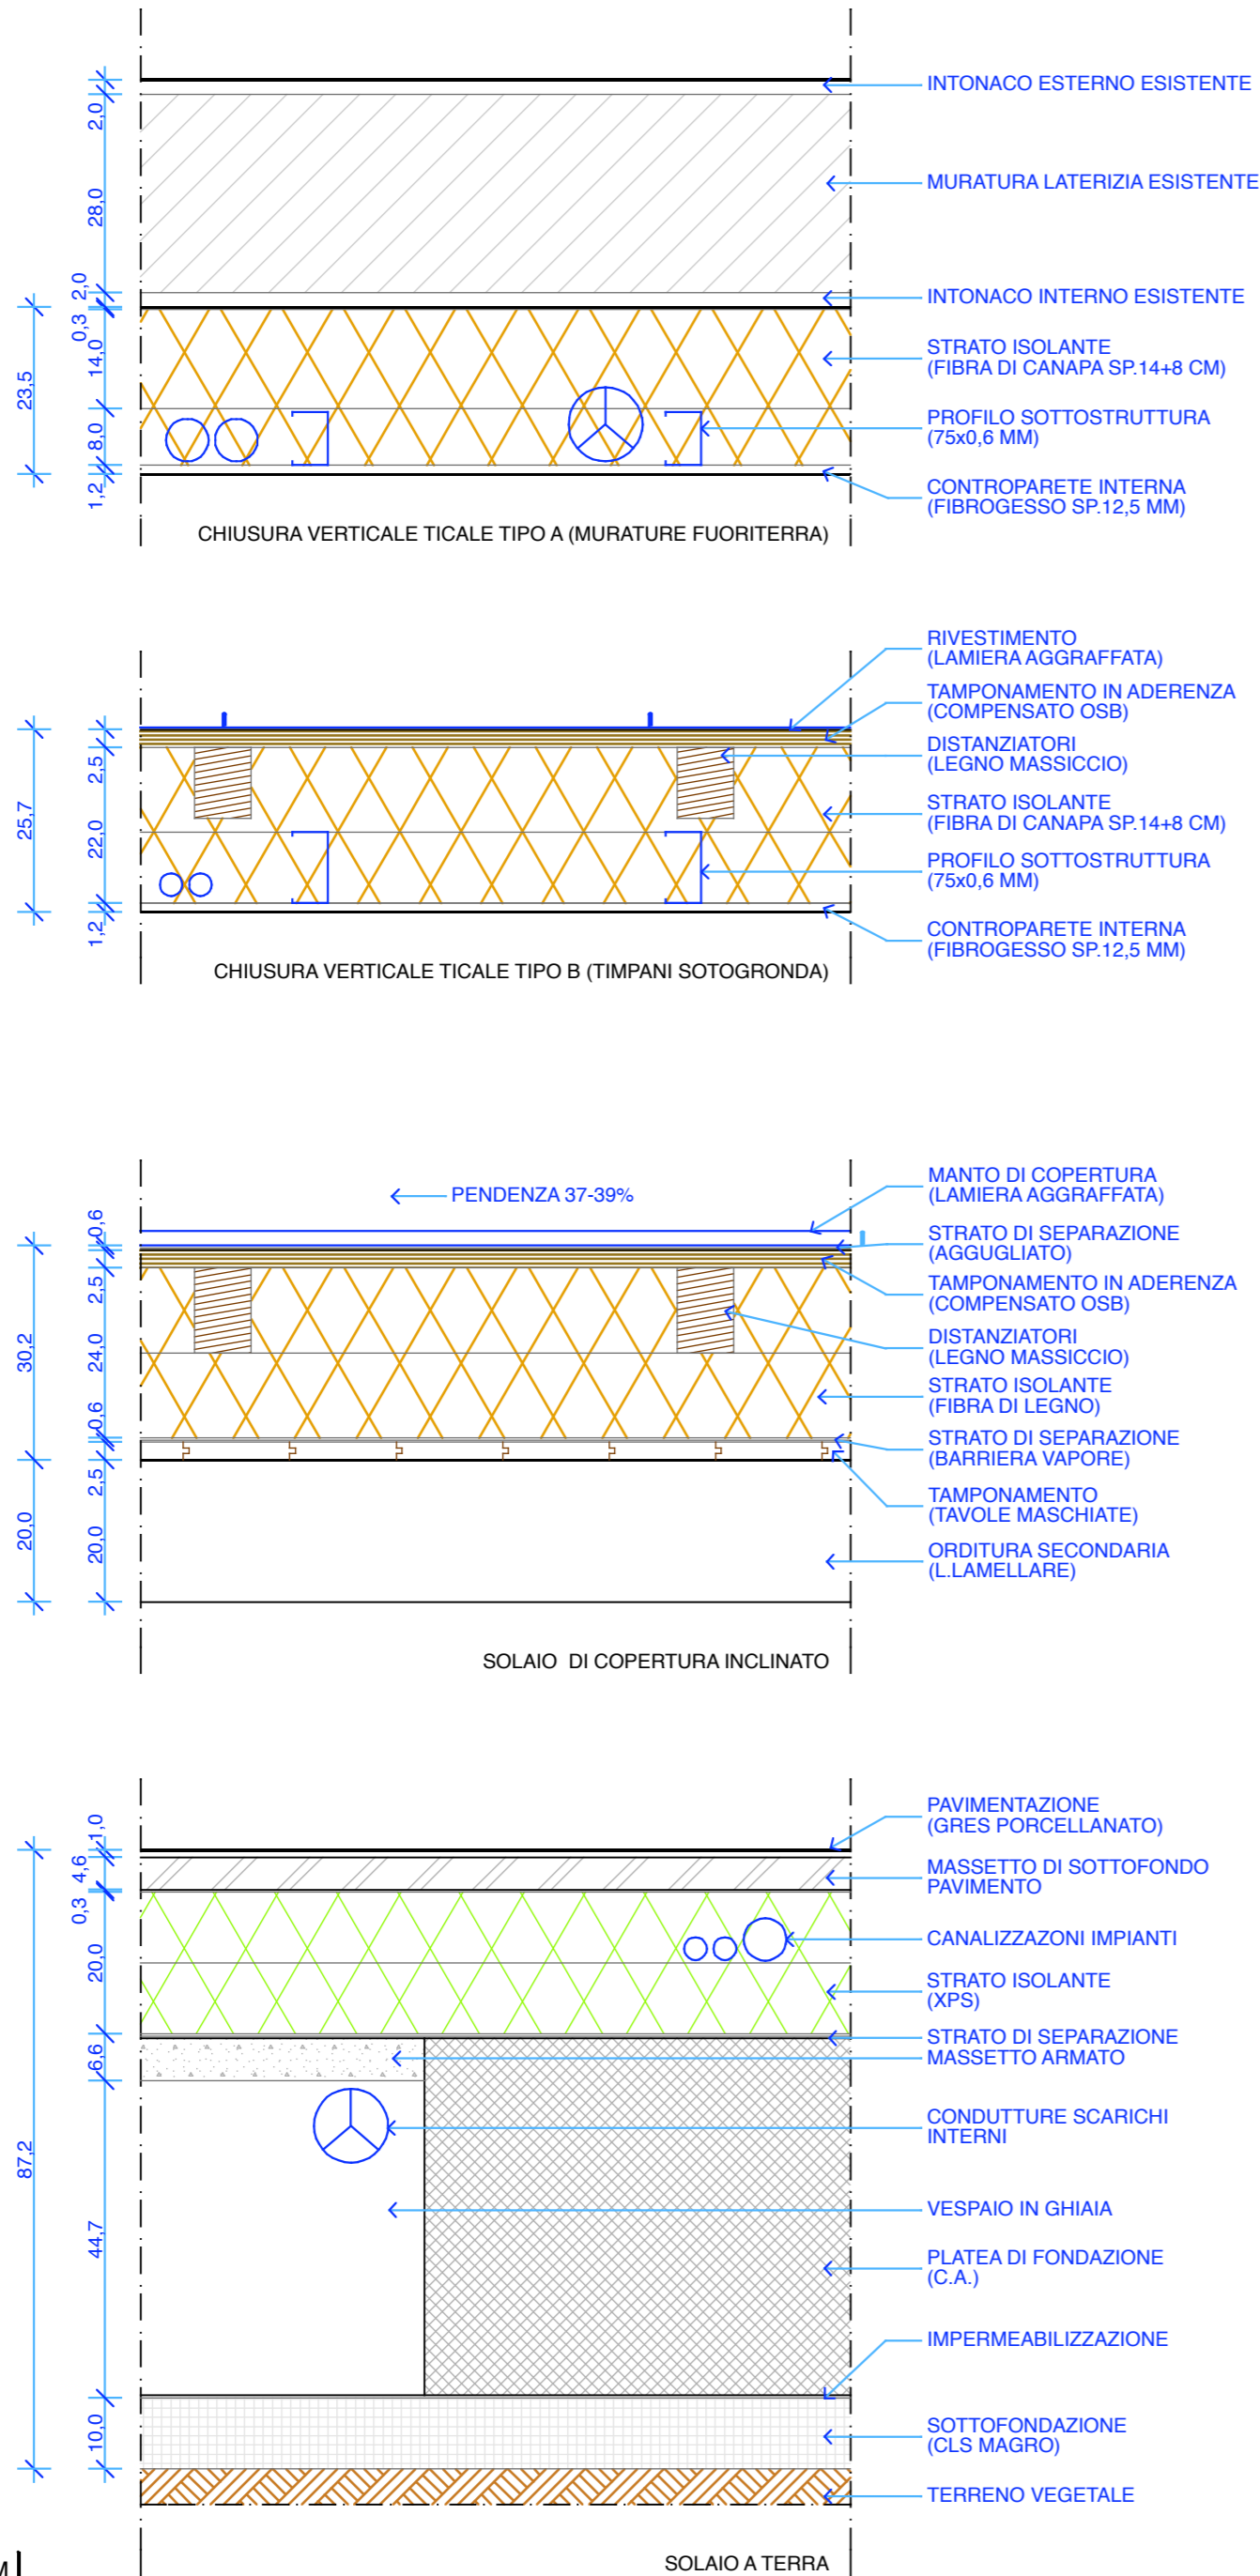 INTONACO ESTERNO ESISTENTE
2,0
28,0
MURATURA LATERIZIA ESISTENTE
2,0
INTONACO INTERNO ESISTENTE
0,3
14,0
23,5
STRATO ISOLANTE
(FIBRA DI CANAPA SP.14+8 CM)
8,0
PROFILO SOTTOSTRUTTURA
(75x0,6 MM)
1,2
CONTROPARETE INTERNA
(FIBROGESSO SP.12,5 MM)
CHIUSURA VERTICALE TICALE TIPO A (MURATURE FUORITERRA)
RIVESTIMENTO
(LAMIERA AGGRAFFATA)
TAMPONAMENTO IN ADERENZA
(COMPENSATO OSB)
2,5
DISTANZIATORI
(LEGNO MASSICCIO)
25,7
22,0
STRATO ISOLANTE
(FIBRA DI CANAPA SP.14+8 CM)
PROFILO SOTTOSTRUTTURA
(75x0,6 MM)
1,2
CONTROPARETE INTERNA
(FIBROGESSO SP.12,5 MM)
CHIUSURA VERTICALE TICALE TIPO B (TIMPANI SOTOGRONDA)
PENDENZA 37-39%
MANTO DI COPERTURA
(LAMIERA AGGRAFFATA)
0,6
STRATO DI SEPARAZIONE
(AGGUGLIATO)
2,5
TAMPONAMENTO IN ADERENZA
(COMPENSATO OSB)
30,2
24,0
DISTANZIATORI
(LEGNO MASSICCIO)
STRATO ISOLANTE
(FIBRA DI LEGNO)
0,6
STRATO DI SEPARAZIONE
(BARRIERA VAPORE)
2,5
TAMPONAMENTO
(TAVOLE MASCHIATE)
20,0
20,0
ORDITURA SECONDARIA
(L.LAMELLARE)
SOLAIO DI COPERTURA INCLINATO
1,0
PAVIMENTAZIONE
(GRES PORCELLANATO)
4,6
MASSETTO DI SOTTOFONDO
PAVIMENTO
0,3
20,0
CANALIZZAZONI IMPIANTI
STRATO ISOLANTE
(XPS)
STRATO DI SEPARAZIONE
6,6
MASSETTO ARMATO
CONDUTTURE SCARICHI
INTERNI
87,2
44,7
VESPAIO IN GHIAIA
PLATEA DI FONDAZIONE
(C.A.)
IMPERMEABILIZZAZIONE
10,0
SOTTOFONDAZIONE
(CLS MAGRO)
TERRENO VEGETALE
SOLAIO A TERRA